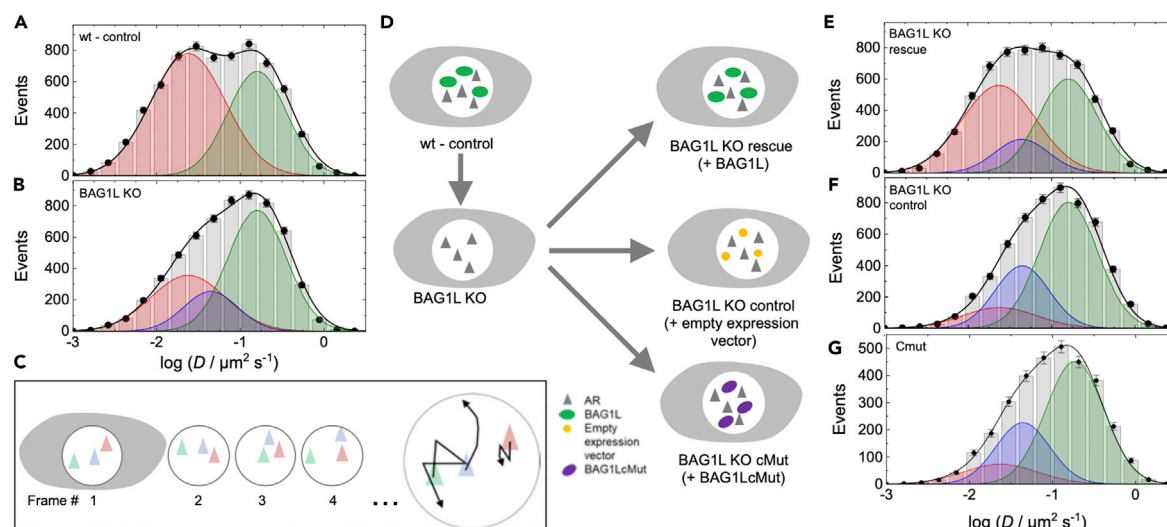 A
wt - control
800
600
400
200
0
Events
B
BAG1L KO
800
600
400
200
0
Events
-3
-2
-1
0
log (D / µm² s⁻¹)
C
Frame #
1
2
3
4
...
D
wt - control
BAG1L KO
BAG1L KO rescue
(+ BAG1L)
BAG1L KO control
(+ empty expression
vector)
BAG1L KO cMut
(+ BAG1LcMut)
AR
BAG1L
Empty
expression
vector
BAG1LcMut
E
BAG1L KO
rescue
800
600
400
200
0
Events
F
BAG1L KO
control
800
600
400
200
0
Events
G
Cmut
500
400
300
200
100
0
Events
-3
-2
-1
0
log (D / µm² s⁻¹)